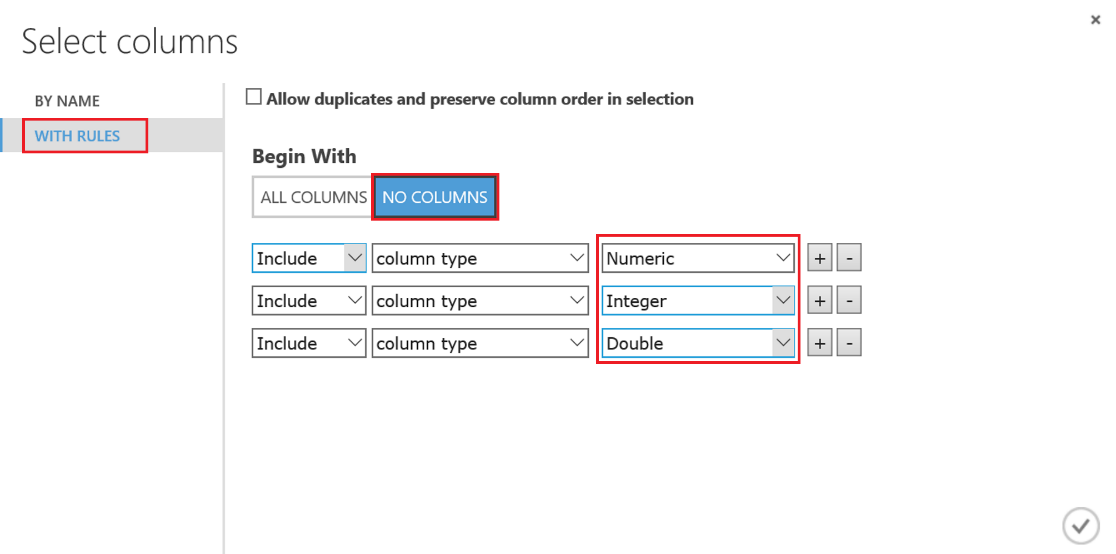 Select columns
BY NAME
WITH RULES
Allow duplicates and preserve column order in selection
Begin With
ALL COLUMNS NO COLUMNS
Include column type Numeric + -
Include column type Integer + -
Include column type Double + -